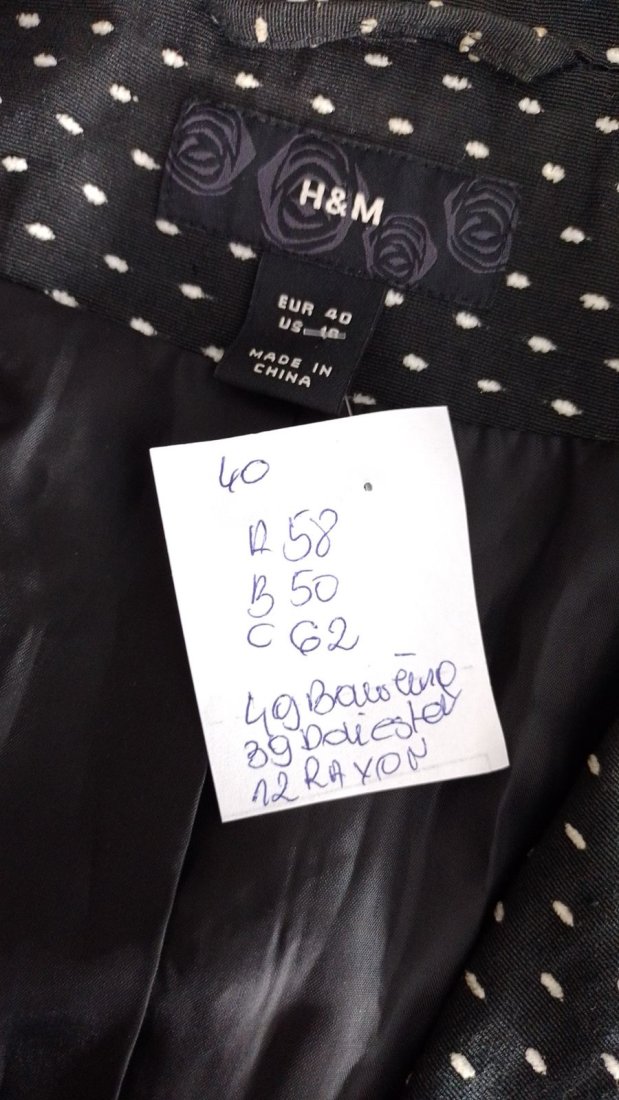 H&M
EUR 40
US 10
MADE IN
CHINA
40
A 58
B 50
C 62
49 Bawełna
39 Poliester
12 RAYON